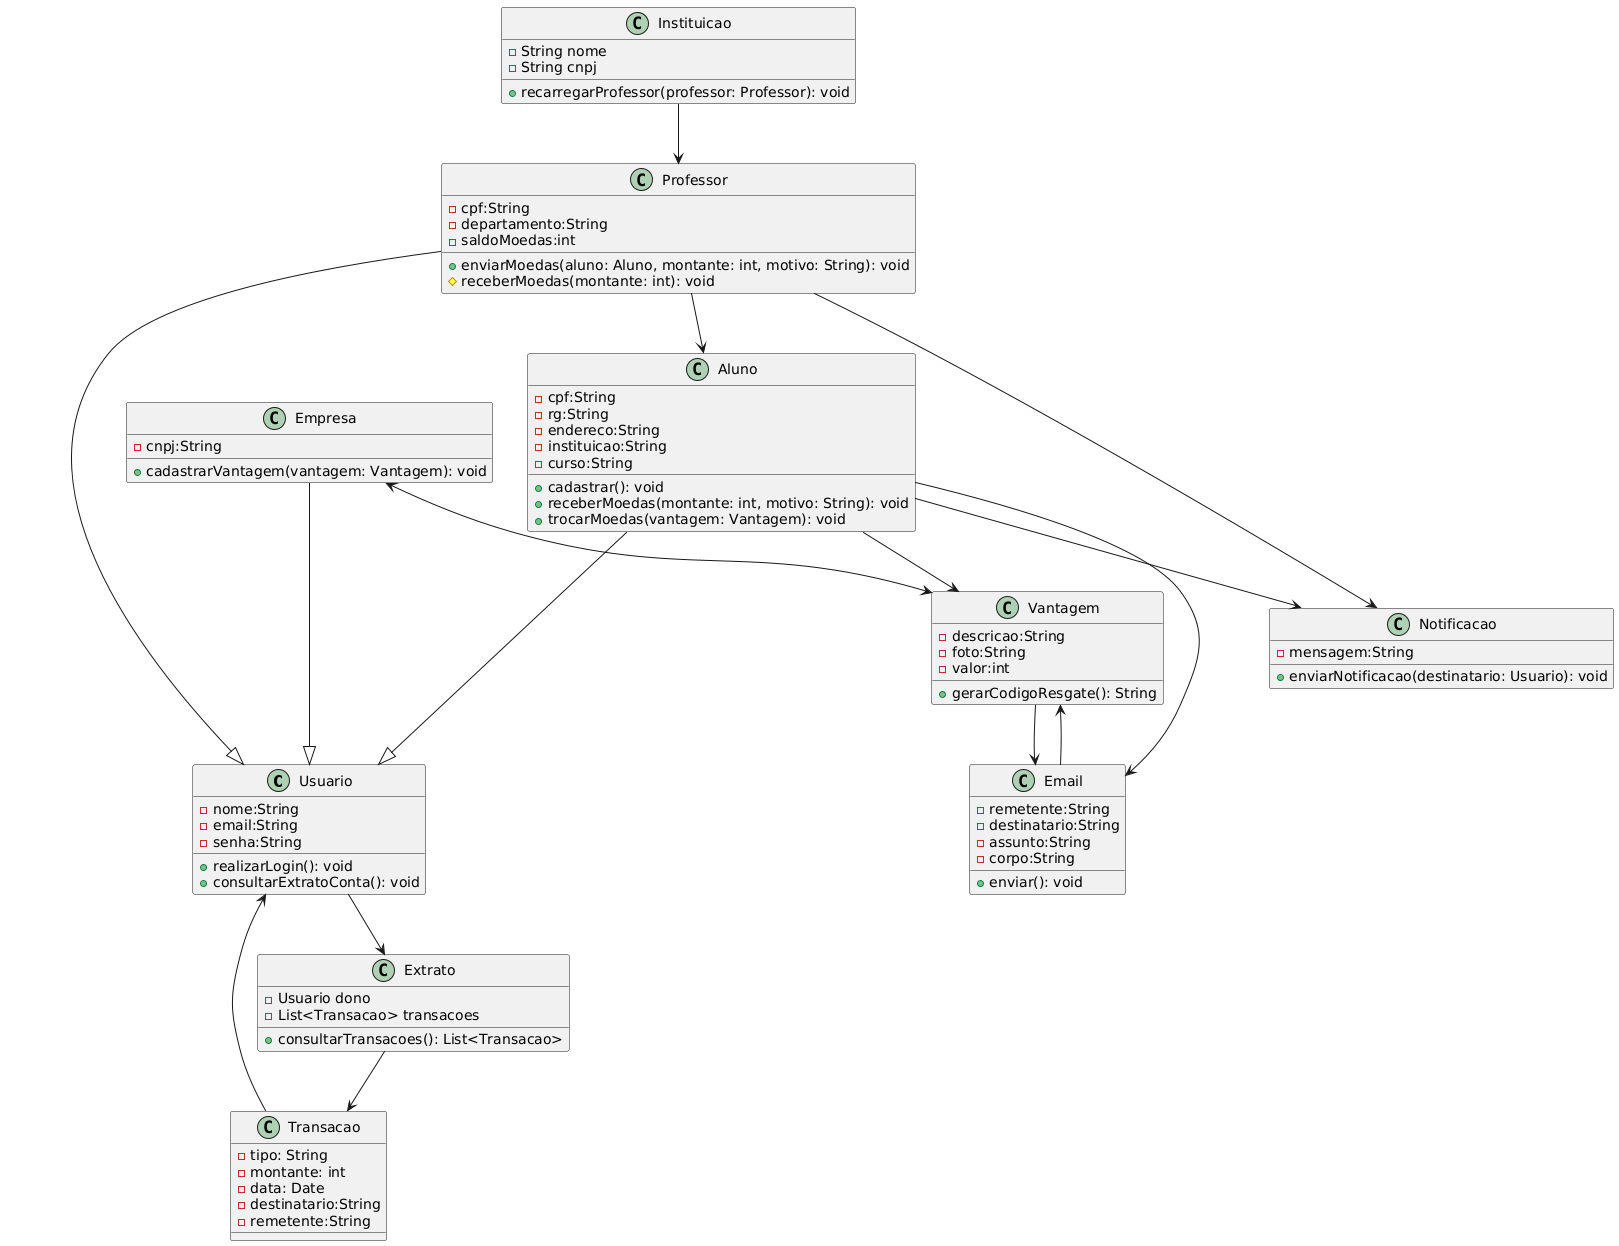 C Instituicao
String nome
String cnpj
recarregarProfessor(professor: Professor): void
C Professor
cpf:String
departamento:String
saldoMoedas:int
enviarMoedas(aluno: Aluno, montante: int, motivo: String): void
receberMoedas(montante: int): void
C Aluno
cpf:String
rg:String
endereco:String
instituicao:String
curso:String
cadastrar(): void
receberMoedas(montante: int, motivo: String): void
trocarMoedas(vantagem: Vantagem): void
C Empresa
cnpj:String
cadastrarVantagem(vantagem: Vantagem): void
C Vantagem
descricao:String
foto:String
valor:int
gerarCodigoResgate(): String
C Notificacao
mensagem:String
enviarNotificacao(destinatario: Usuario): void
C Usuario
nome:String
email:String
senha:String
realizarLogin(): void
consultarExtratoConta(): void
C Email
remetente:String
destinatario:String
assunto:String
corpo:String
enviar(): void
C Extrato
Usuario dono
List<Transacao> transacoes
consultarTransacoes(): List<Transacao>
C Transacao
tipo: String
montante: int
data: Date
destinatario:String
remetente:String